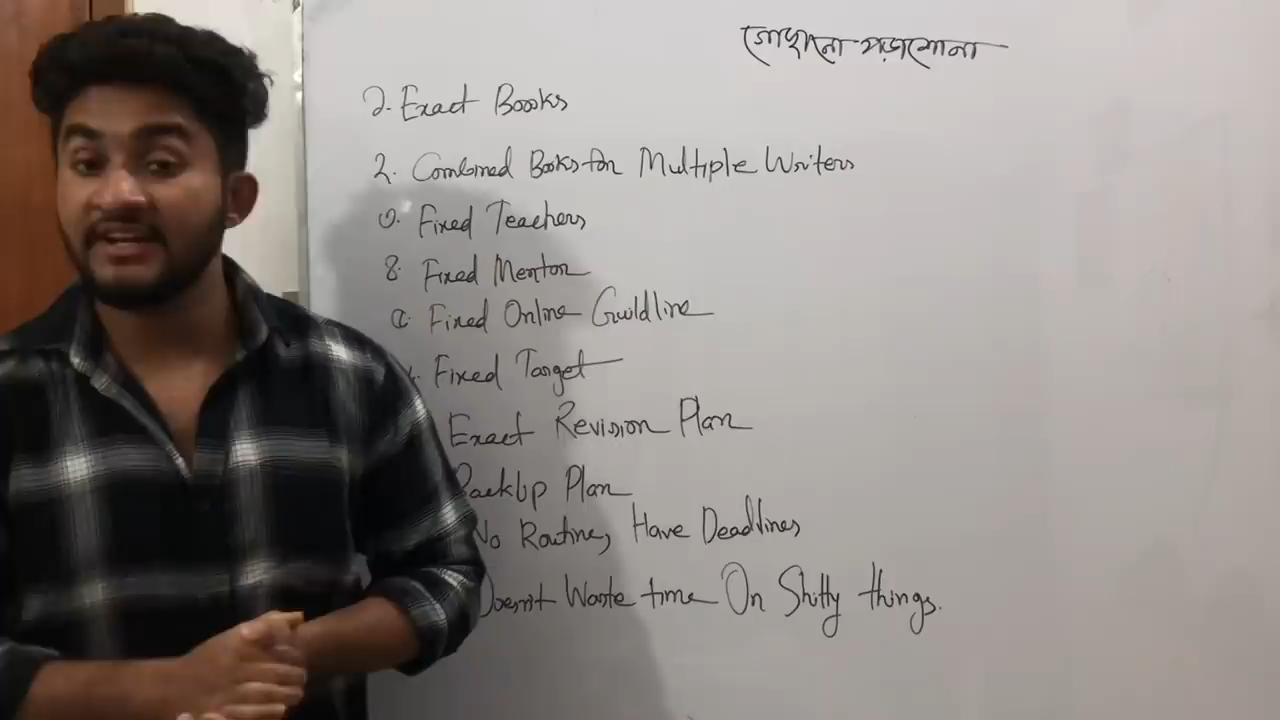 গোছানো পড়াশোনা
১. Exact Books
২. Combined Books for Multiple Writers
৩. Fixed Teachers
৪. Fixed Mentor
৫. Fixed Online Guildline
Fixed Target
Exact Revision Plan
BackUp Plan
No Routine, Have Deadlines
Doesn't Waste time On Shitty things.